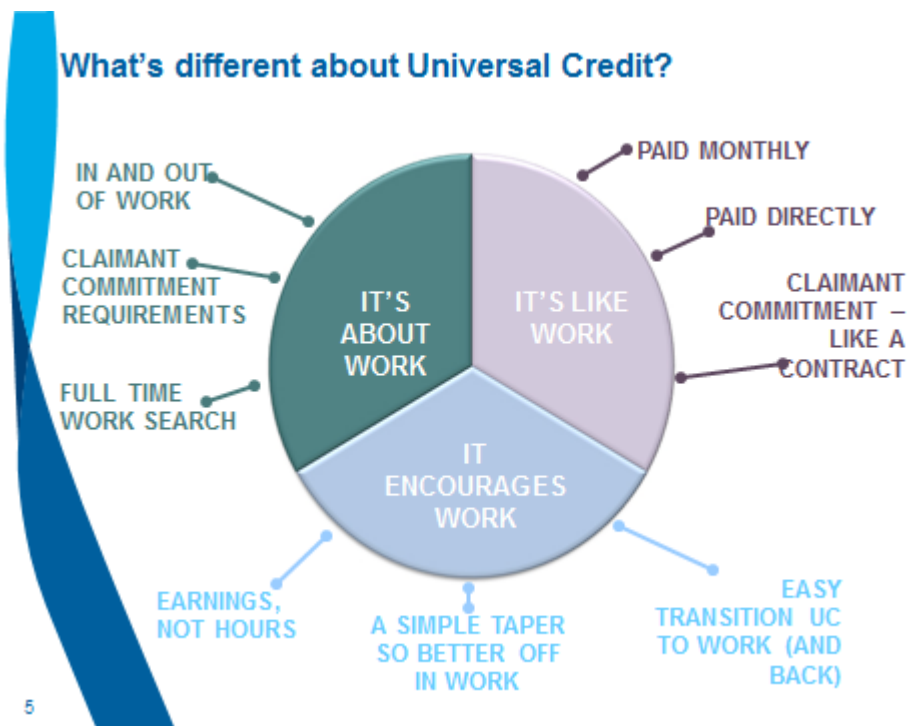 What's different about Universal Credit?
IN AND OUT
OF WORK
CLAIMANT
COMMITMENT
REQUIREMENTS
FULL TIME
WORK SEARCH
IT'S
ABOUT
WORK
IT'S LIKE
WORK
IT
ENCOURAGES
WORK
PAID MONTHLY
PAID DIRECTLY
CLAIMANT
COMMITMENT –
LIKE A
CONTRACT
EARNINGS,
NOT HOURS
A SIMPLE TAPER
SO BETTER OFF
IN WORK
EASY
TRANSITION UC
TO WORK (AND
BACK)
5